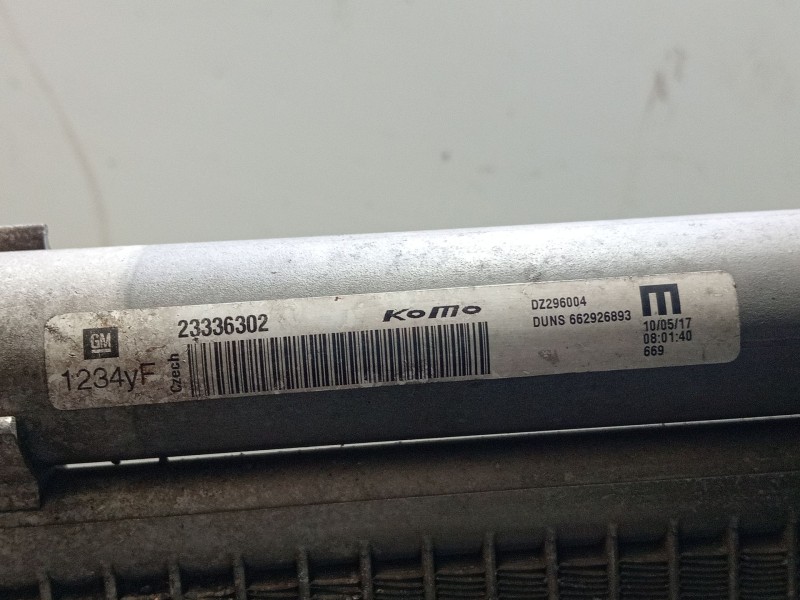 GM
23336302
KOMO
DZ296004
DUNS 662926893
10/05/17
08:01:40
669
1234yF
Czech